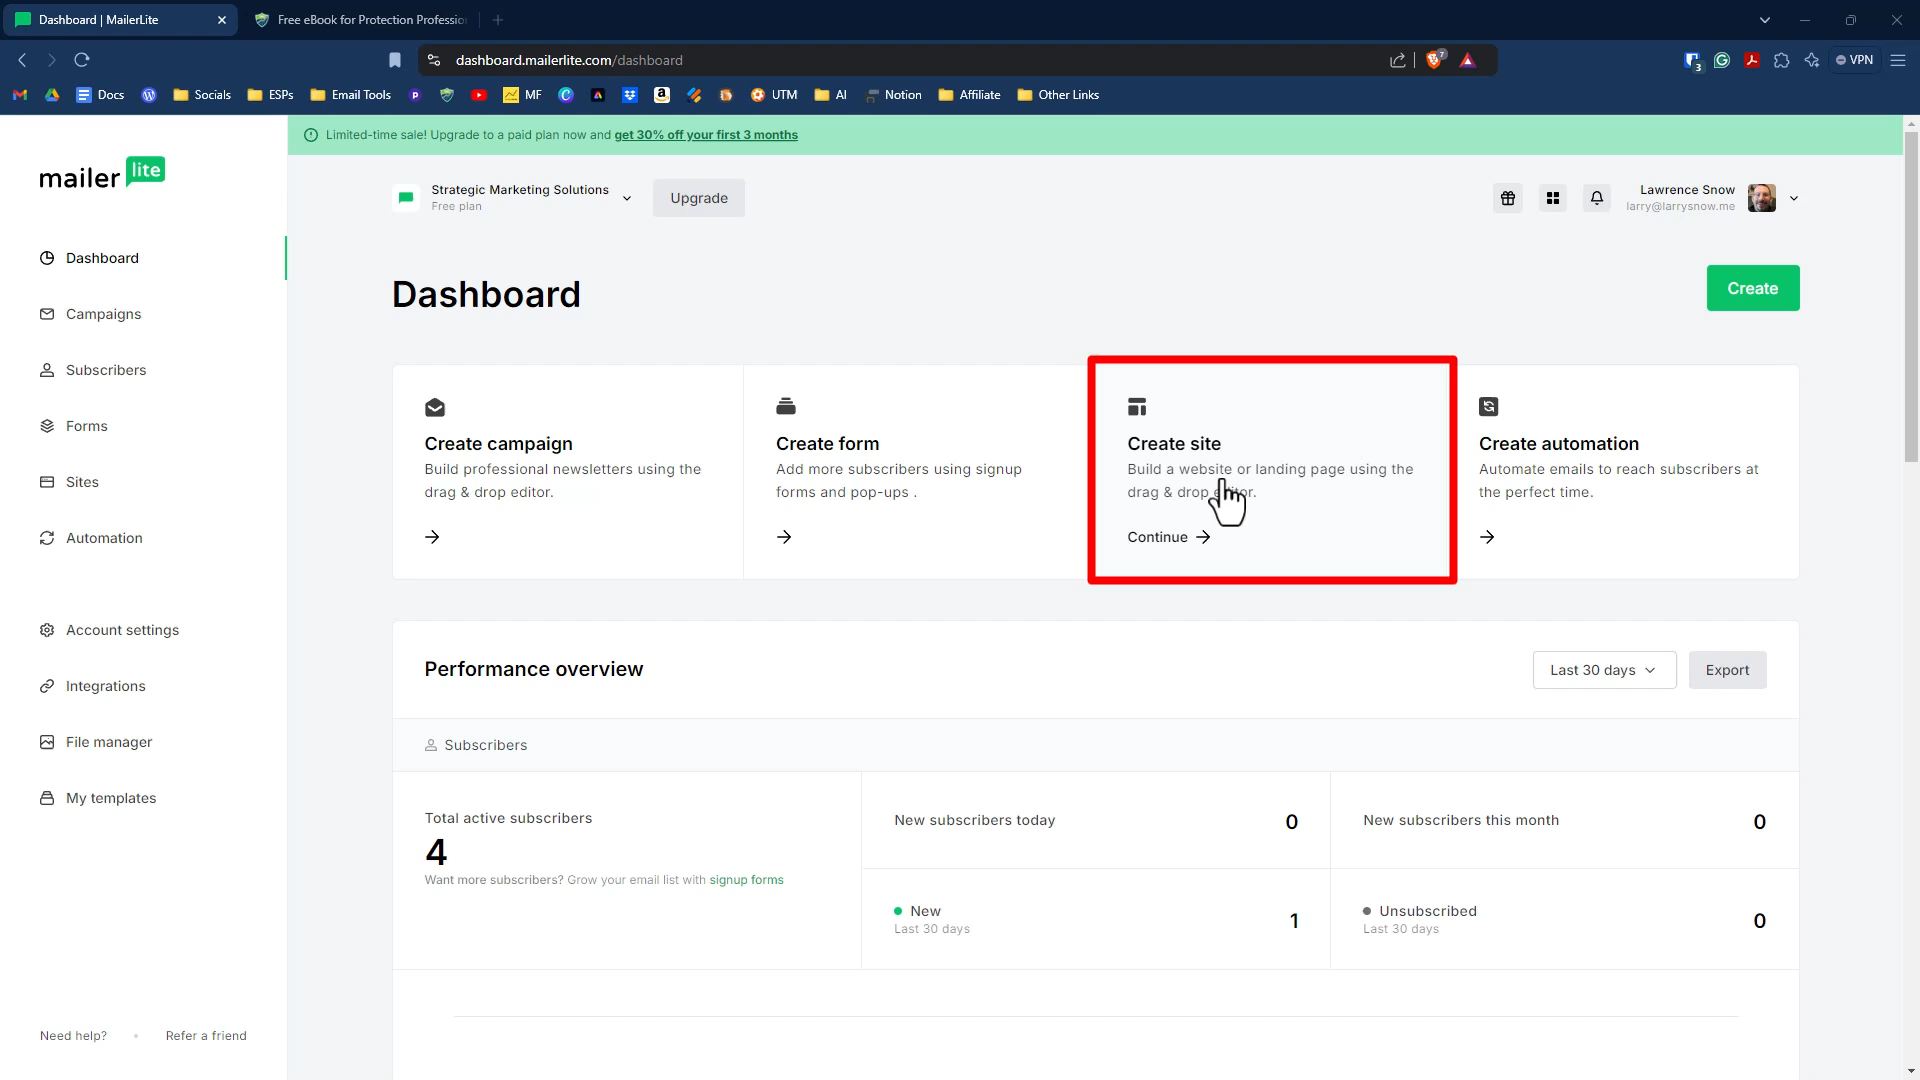 Dashboard | MailerLite
Free eBook for Protection Professio
dashboard.mailerlite.com/dashboard
7
3
VPN
Docs
Socials
ESPs
Email Tools
MF
UTM
AI
Notion
Affiliate
Other Links
mailer lite
Limited-time sale! Upgrade to a paid plan now and get 30% off your first 3 months
Strategic Marketing Solutions
Free plan
Upgrade
Lawrence Snow
larry@larrysnow.me
Dashboard
Campaigns
Subscribers
Forms
Sites
Automation
Account settings
Integrations
File manager
My templates
Need help?
Refer a friend
Dashboard
Create
Create campaign
Build professional newsletters using the
drag & drop editor.
Create form
Add more subscribers using signup
forms and pop-ups .
Create site
Build a website or landing page using the
drag & drop editor.
Continue
Create automation
Automate emails to reach subscribers at
the perfect time.
Performance overview
Last 30 days
Export
Subscribers
Total active subscribers
4
Want more subscribers? Grow your email list with signup forms
New subscribers today
0
New subscribers this month
0
New
Last 30 days
1
Unsubscribed
Last 30 days
0